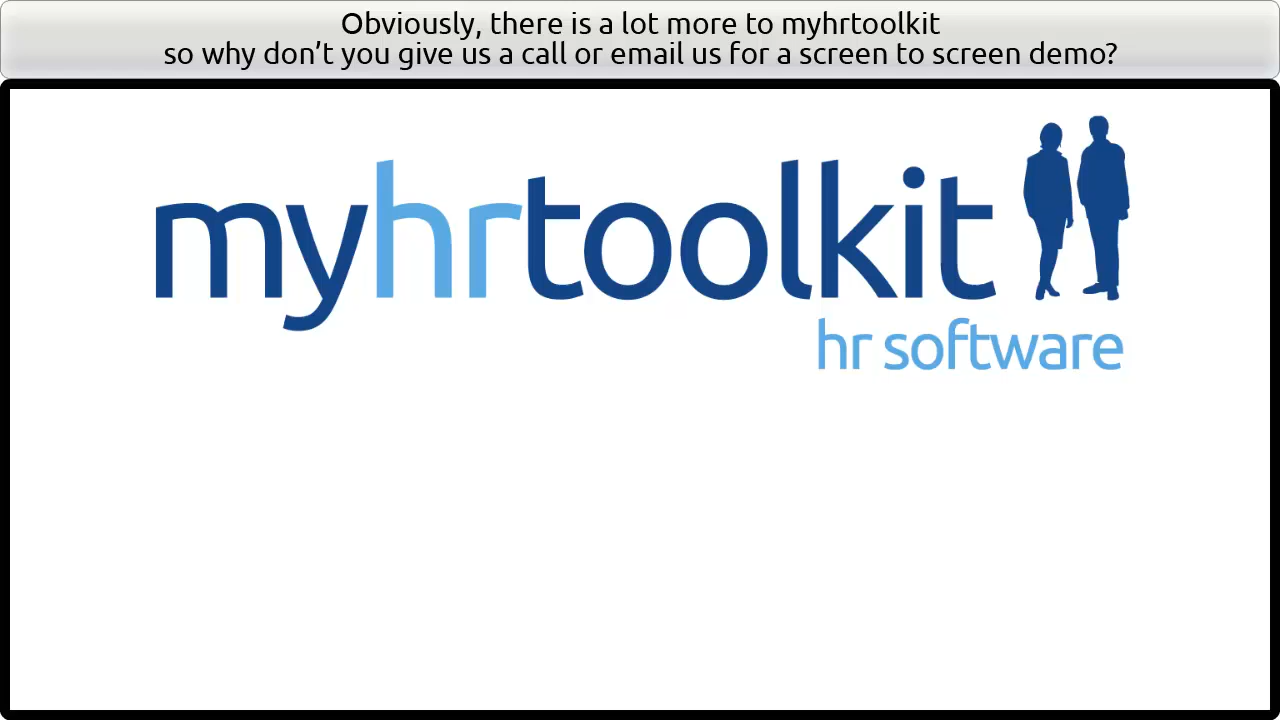 Obviously, there is a lot more to myhrtoolkit
so why don’t you give us a call or email us for a screen to screen demo?
myhrtoolkit
hr software